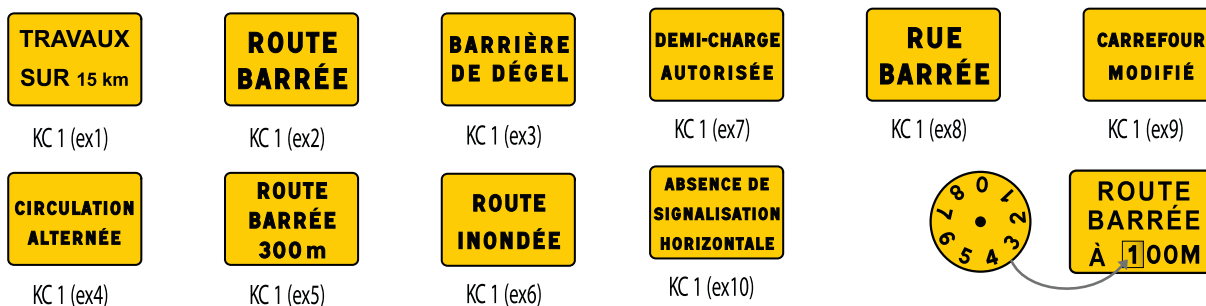 TRAVAUX
SUR 15 km
KC 1 (ex1)
ROUTE
BARRÉE
KC 1 (ex2)
BARRIÈRE
DE DÉGEL
KC 1 (ex3)
DEMI-CHARGE
AUTORISÉE
KC 1 (ex7)
RUE
BARRÉE
KC 1 (ex8)
CARREFOUR
MODIFIÉ
KC 1 (ex9)
CIRCULATION
ALTERNÉE
KC 1 (ex4)
ROUTE
BARRÉE
300 m
KC 1 (ex5)
ROUTE
INONDÉE
KC 1 (ex6)
ABSENCE DE
SIGNALISATION
HORIZONTALE
KC 1 (ex10)
0 1 2 3 4 5 6 7 8
ROUTE
BARRÉE
À 100M